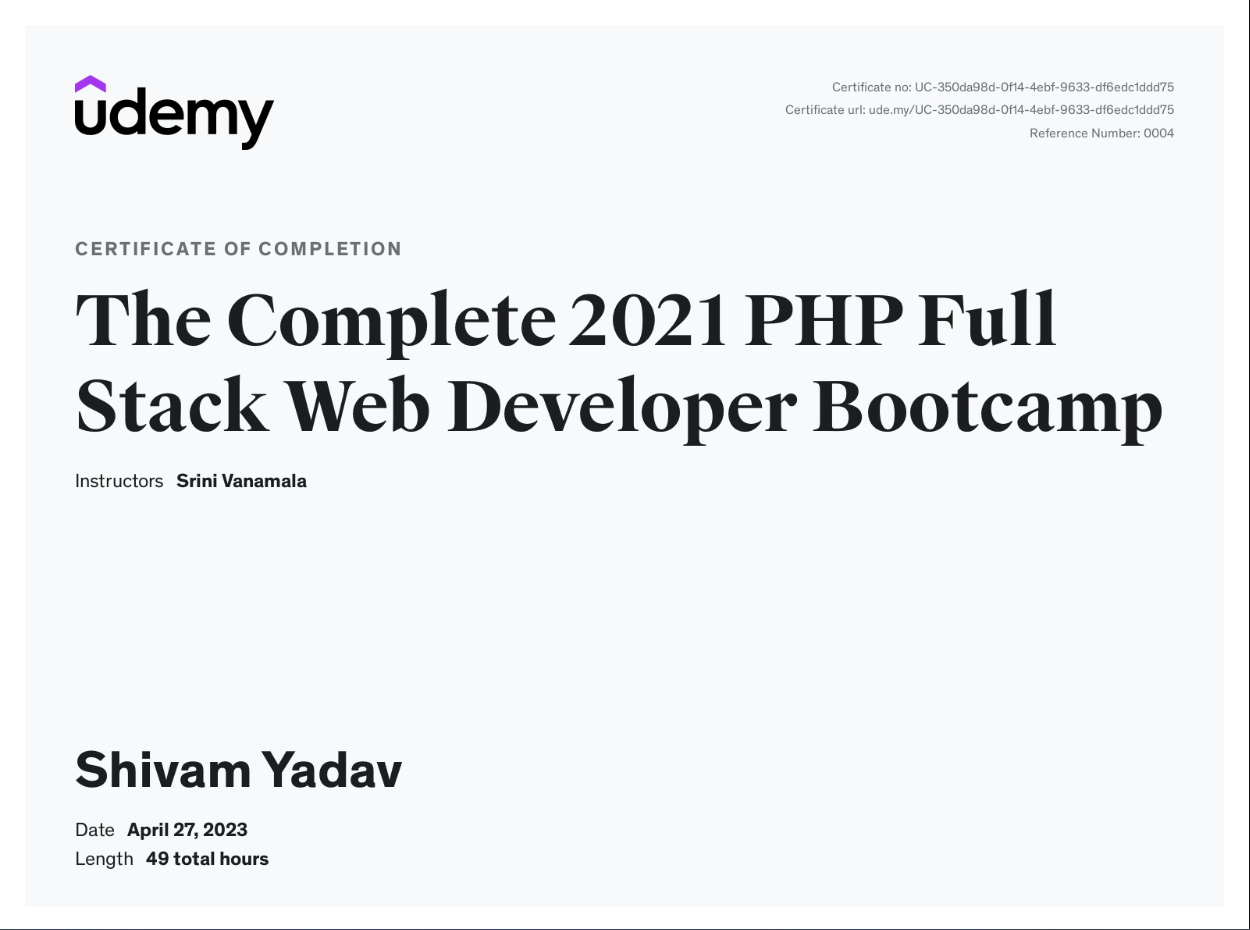 udemy
Certificate no: UC-350da98d-0f14-4ebf-9633-df6edc1ddd75
Certificate url: ude.my/UC-350da98d-0f14-4ebf-9633-df6edc1ddd75
Reference Number: 0004
CERTIFICATE OF COMPLETION
The Complete 2021 PHP Full
Stack Web Developer Bootcamp
Instructors Srini Vanamala
Shivam Yadav
Date April 27, 2023
Length 49 total hours